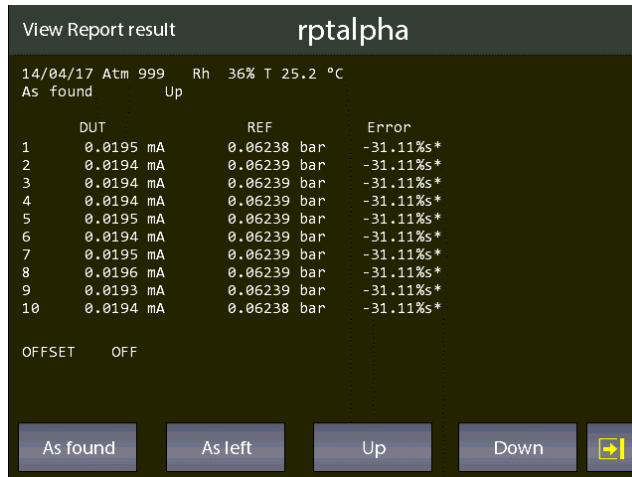 View Report result rptalpha
14/04/17 Atm 999 Rh 36% T 25.2 °C
As found Up
DUT REF Error
1 0.0195 mA 0.06238 bar -31.11%s*
2 0.0194 mA 0.06239 bar -31.11%s*
3 0.0194 mA 0.06239 bar -31.11%s*
4 0.0194 mA 0.06239 bar -31.11%s*
5 0.0195 mA 0.06239 bar -31.11%s*
6 0.0194 mA 0.06239 bar -31.11%s*
7 0.0195 mA 0.06239 bar -31.11%s*
8 0.0196 mA 0.06239 bar -31.11%s*
9 0.0193 mA 0.06239 bar -31.11%s*
10 0.0194 mA 0.06238 bar -31.11%s*
OFFSET OFF
As found As left Up Down